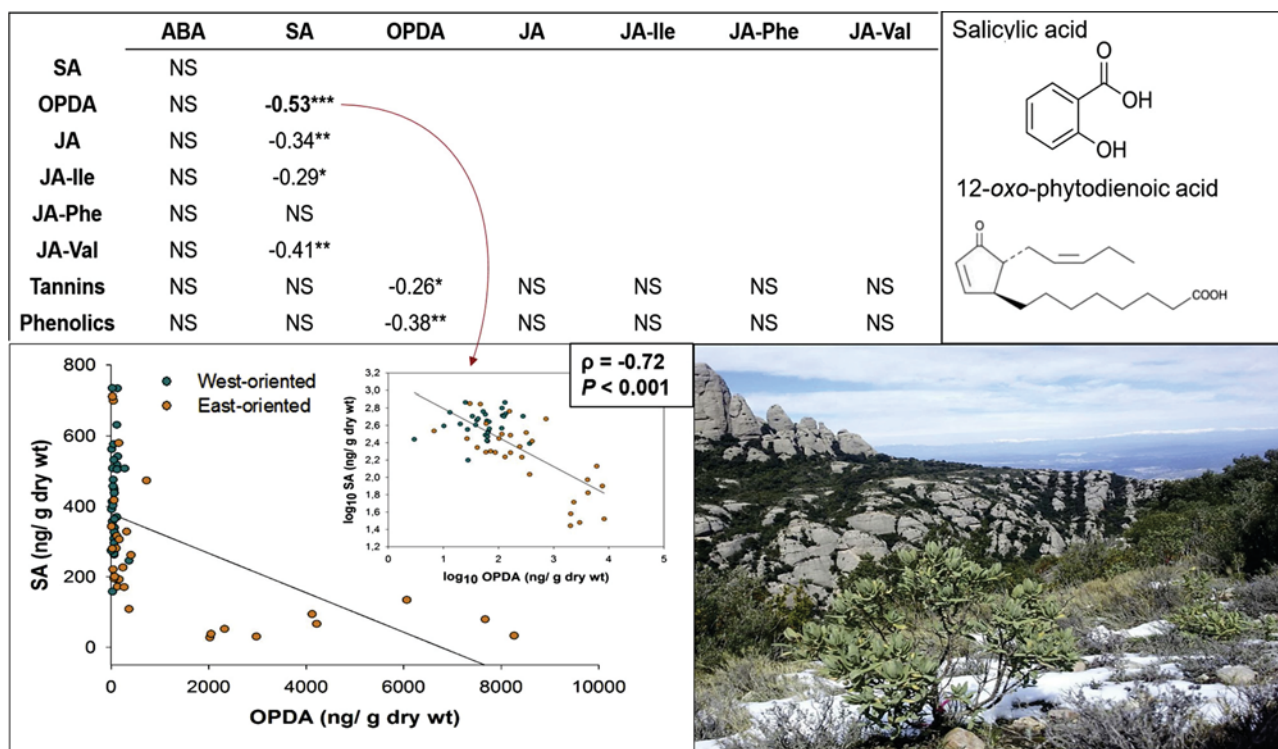 ABA SA OPDA JA JA-Ile JA-Phe JA-Val
SA NS
OPDA NS -0.53***
JA NS -0.34**
JA-Ile NS -0.29*
JA-Phe NS NS
JA-Val NS -0.41**
Tannins NS NS -0.26* NS NS NS NS
Phenolics NS NS -0.38** NS NS NS NS
Salicylic acid
O
OH
OH
12-oxo-phytodienoic acid
O
COOH
800
600
400
200
0
SA (ng/ g dry wt)
West-oriented
East-oriented
0 2000 4000 6000 8000 10000
OPDA (ng/ g dry wt)
ρ = -0.72
P < 0.001
3,2
3,0
2,8
2,6
2,4
2,2
2,0
1,8
1,6
1,4
1,2
log10 SA (ng/ g dry wt)
0 1 2 3 4 5
log10 OPDA (ng/ g dry wt)